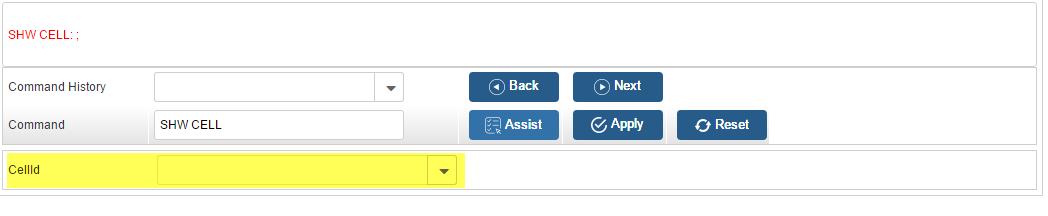 SHW CELL: ;
Command History Back Next
Command SHW CELL Assist Apply Reset
CellId